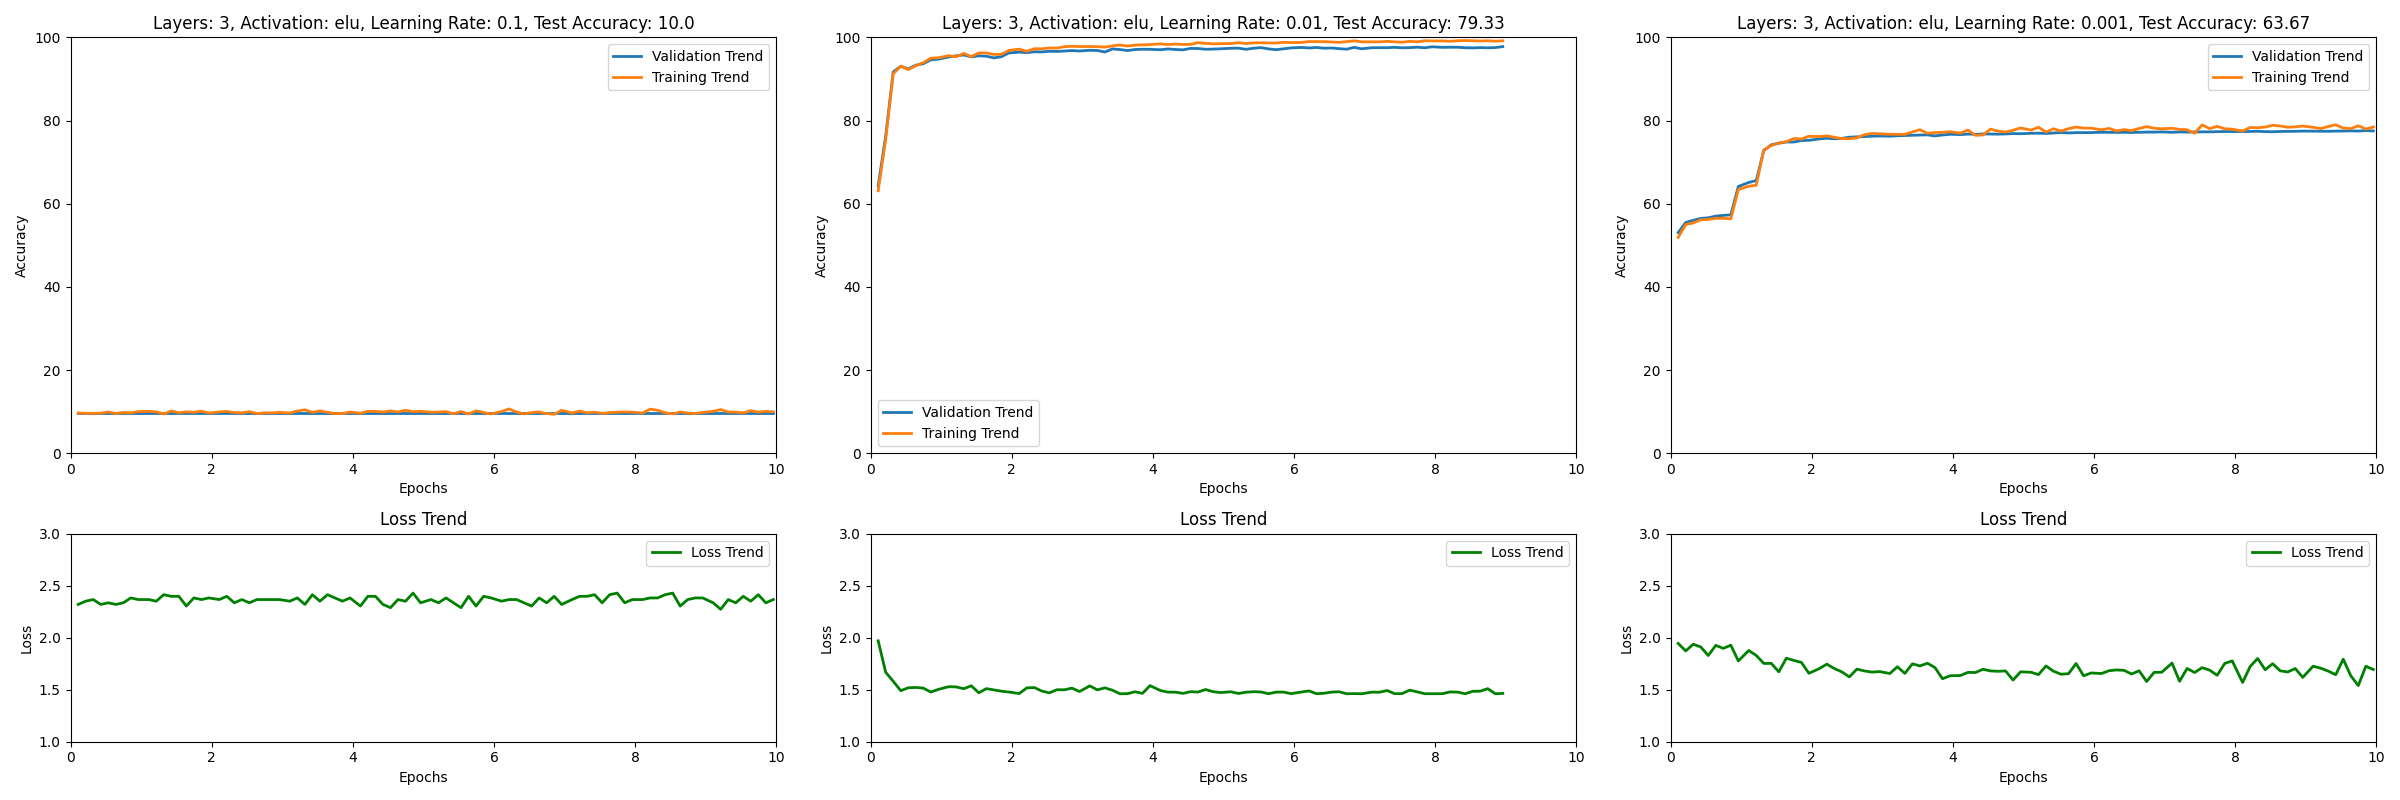 Layers: 3, Activation: elu, Learning Rate: 0.1, Test Accuracy: 10.0
100
80
60
40
20
0
Accuracy
Validation Trend
Training Trend
0 2 4 6 8 10
Epochs
Loss Trend
3.0
2.5
2.0
1.5
1.0
Loss
Loss Trend
0 2 4 6 8 10
Epochs
Layers: 3, Activation: elu, Learning Rate: 0.01, Test Accuracy: 79.33
100
80
60
40
20
0
Accuracy
Validation Trend
Training Trend
0 2 4 6 8 10
Epochs
Loss Trend
3.0
2.5
2.0
1.5
1.0
Loss
Loss Trend
0 2 4 6 8 10
Epochs
Layers: 3, Activation: elu, Learning Rate: 0.001, Test Accuracy: 63.67
100
80
60
40
20
0
Accuracy
Validation Trend
Training Trend
0 2 4 6 8 10
Epochs
Loss Trend
3.0
2.5
2.0
1.5
1.0
Loss
Loss Trend
0 2 4 6 8 10
Epochs